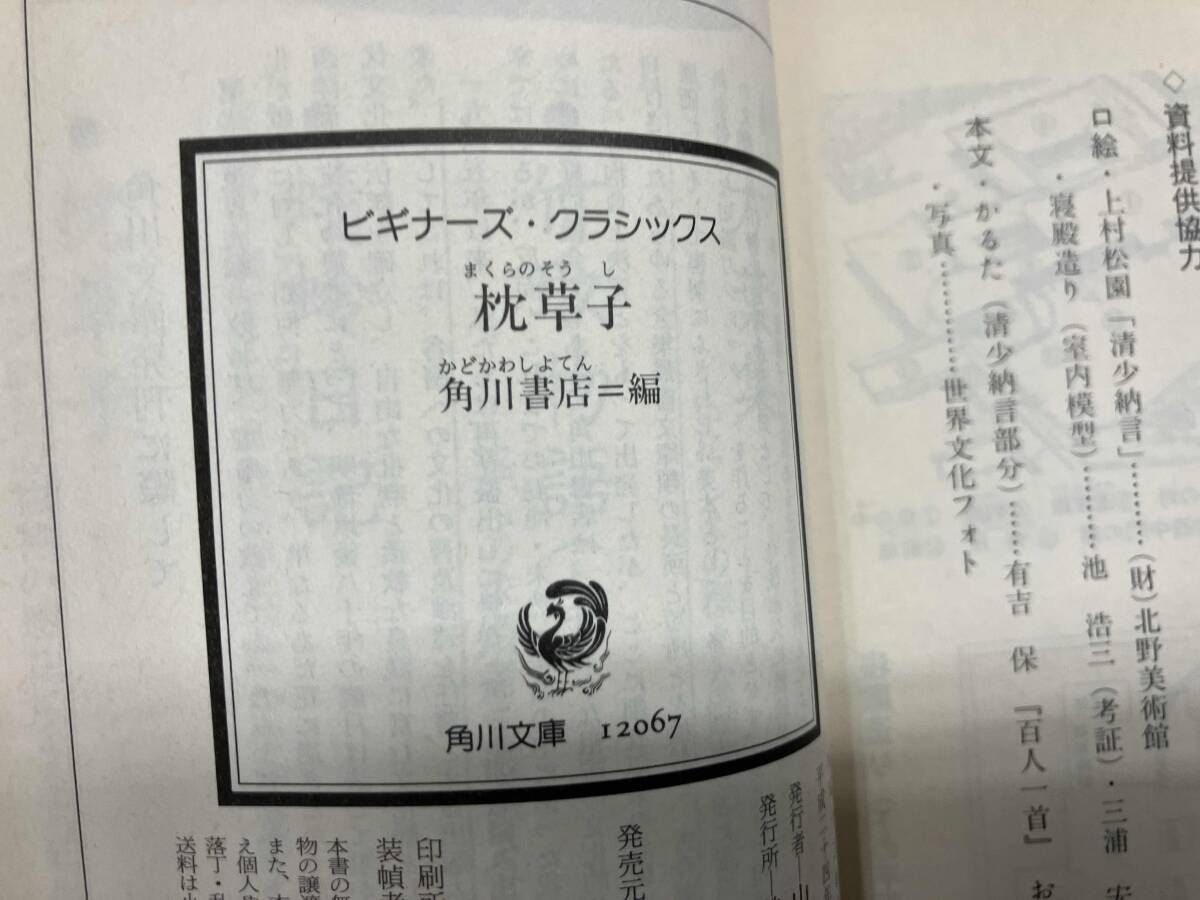 ◇資料提供協力
口絵・上村松園「清少納言」…………(財)北野美術館
・寝殿造り(室内模型)…………池 浩三(考証)・三浦
本文・かるた(清少納言部分)……有吉 保『百人一首』
・写真……………世界文化フォト
ビギナーズ・クラシックス
まくらのそうし
枕草子
かどかわしよてん
角川書店=編
角川文庫 12067
発行者―山
発行所―
発売元
印刷所
装幀者
本書の無
物の譲渡
また、本
え個人
落丁・乱
送料は小